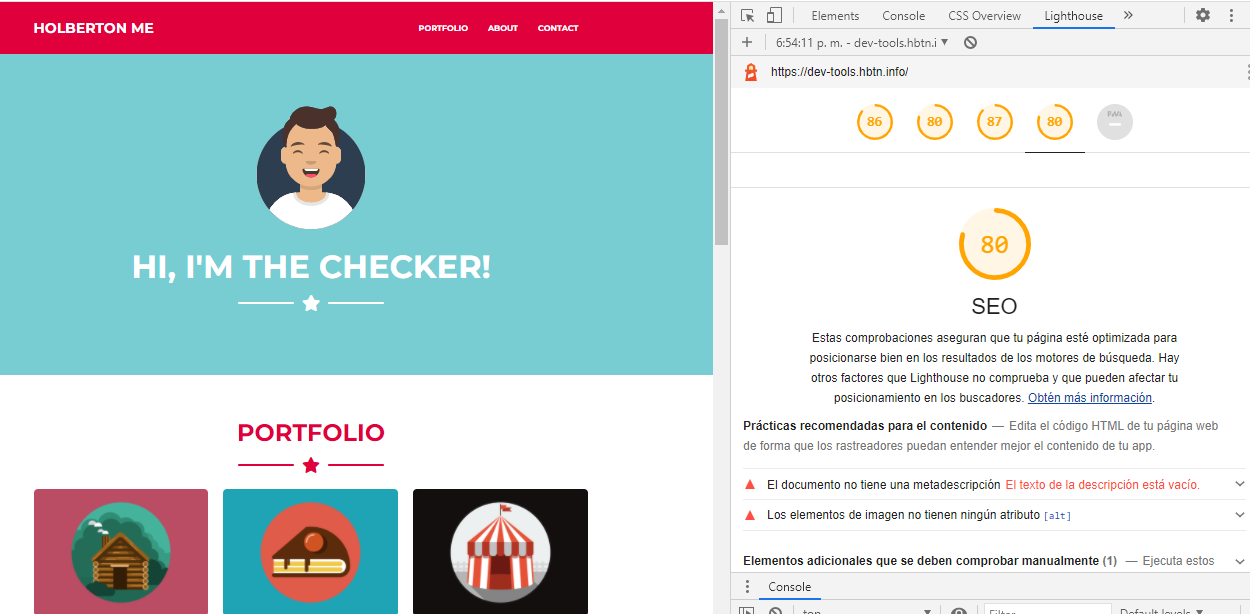 HOLBERTON ME
PORTFOLIO ABOUT CONTACT
HI, I'M THE CHECKER!
PORTFOLIO
Elements Console CSS Overview Lighthouse »
+ 6:54:11 p. m. - dev-tools.hbtn.i ▼
https://dev-tools.hbtn.info/
86 80 87 80
80
SEO
Estas comprobaciones aseguran que tu página esté optimizada para
posicionarse bien en los resultados de los motores de búsqueda. Hay
otros factores que Lighthouse no comprueba y que pueden afectar tu
posicionamiento en los buscadores. Obtén más información.
Prácticas recomendadas para el contenido — Edita el código HTML de tu página web
de forma que los rastreadores puedan entender mejor el contenido de tu app.
El documento no tiene una metadescripción El texto de la descripción está vacío.
Los elementos de imagen no tienen ningún atributo [alt]
Elementos adicionales que se deben comprobar manualmente (1) — Ejecuta estos
Console
top Filter Default levels ▼